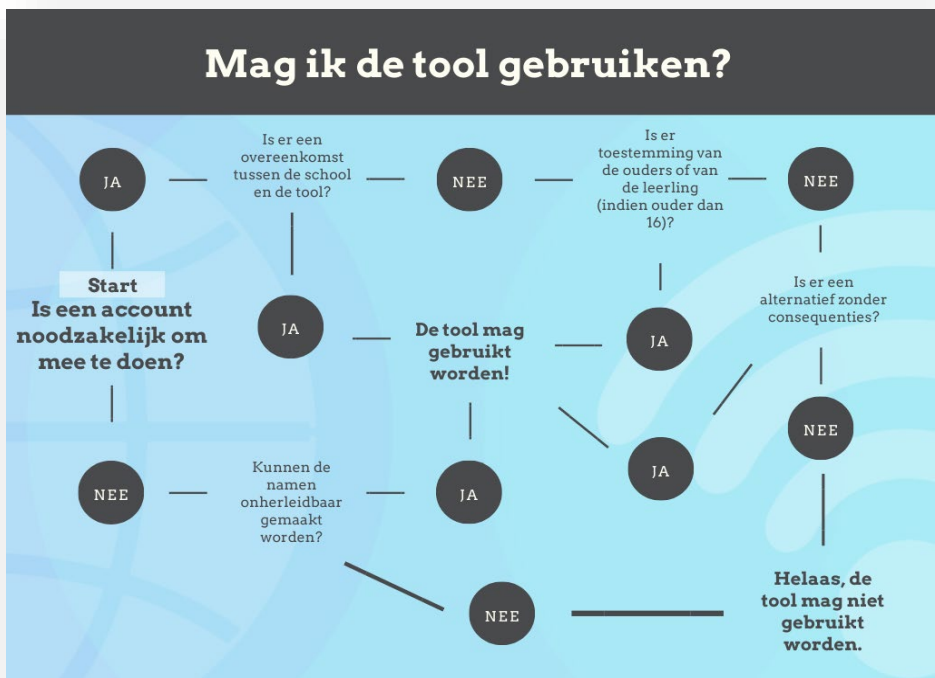 Mag ik de tool gebruiken?
JA
Is er een
overeenkomst
tussen de school
en de tool?
NEE
Is er
toestemming van
de ouders of van
de leerling
(indien ouder dan
16)?
NEE
Start
Is een account
noodzakelijk om
mee te doen?
JA
De tool mag
gebruikt
worden!
JA
Is er een
alternatief zonder
consequenties?
NEE
Kunnen de
namen
onherleidbaar
gemaakt
worden?
JA
JA
NEE
NEE
Helaas, de
tool mag niet
gebruikt
worden.